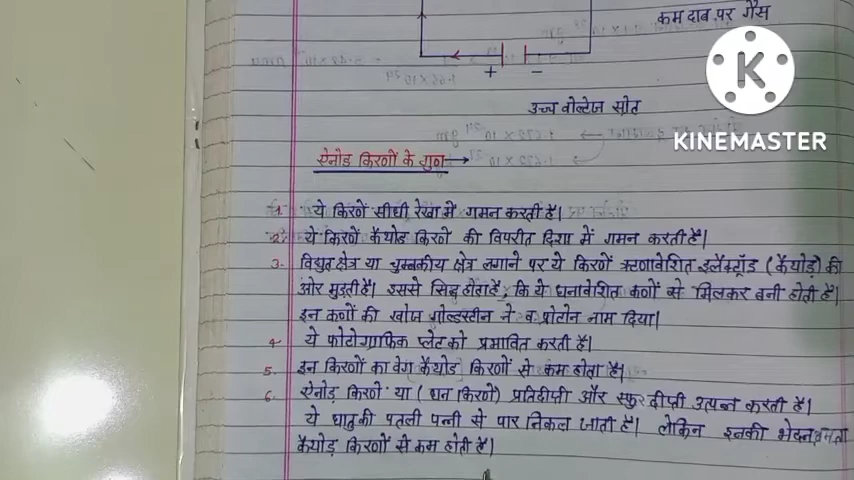 कम दाब पर गैस
K
KINEMASTER
+ −
उच्च वोल्टेज स्रोत
ऐनोड किरणों के गुण →
1. ये किरणें सीधी रेखा में गमन करती हैं।
2. ये किरणें कैथोड किरणों की विपरीत दिशा में गमन करती हैं।
3. विद्युत क्षेत्र या चुम्बकीय क्षेत्र लगाने पर ये किरणें ऋणावेशित इलैक्ट्रॉड (कैथोड़) की
ओर मुड़ती हैं। इससे सिद्ध होता है, कि ये धनावेशित कणों से मिलकर बनी होती हैं।
इन कणों की खोज गोल्डस्टीन ने व प्रोटोन नाम दिया।
4. ये फोटोग्राफिक प्लेट को प्रभावित करती हैं।
5. इन किरणों का वेग कैथोड किरणों से कम होता है।
6. ऐनोड़ किरणें या (धन किरणें) प्रतिदीप्ती और स्फुरदीप्ती उत्पन्न करती हैं।
ये धातु की पतली पन्नी से पार निकल जाती हैं। लेकिन इनकी भेदनक्षमता
कैथोड़ किरणों से कम होती है।